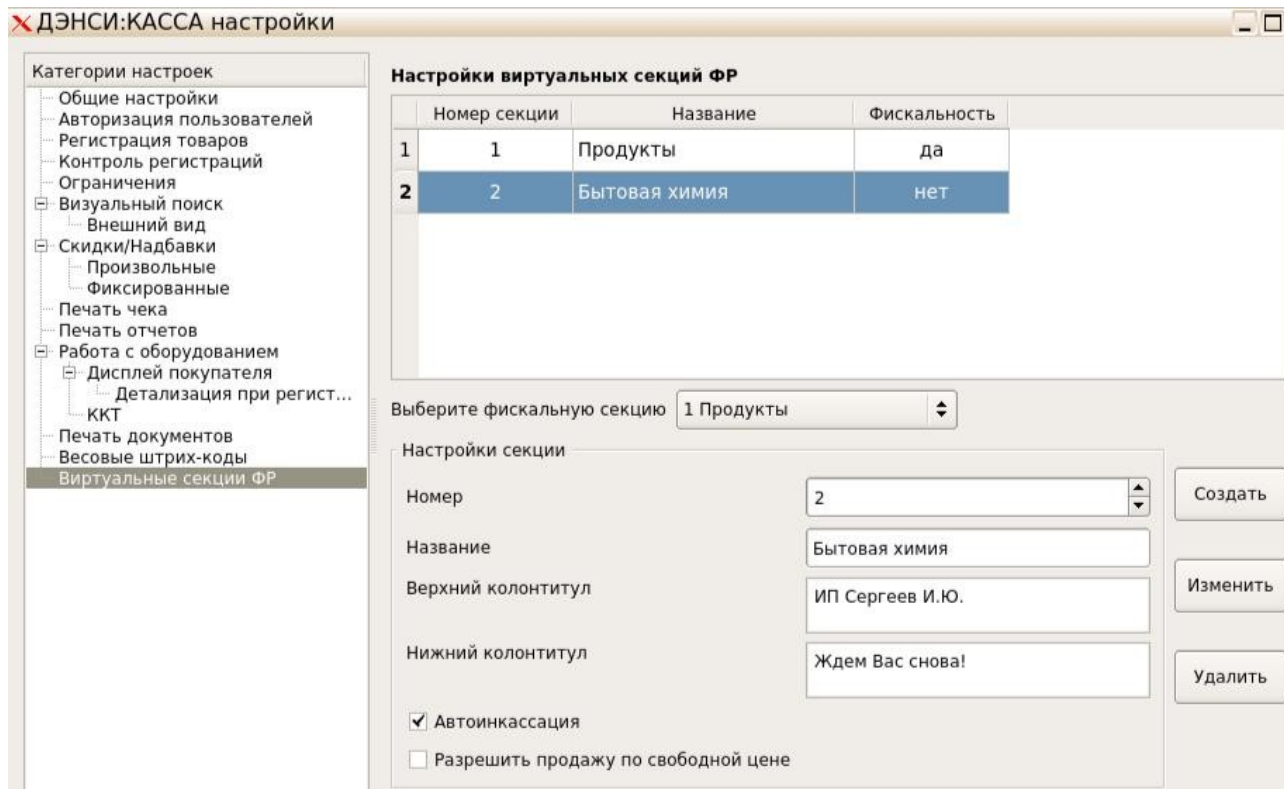 ДЭНСИ:КАССА настройки
Категории настроек
Общие настройки
Авторизация пользователей
Регистрация товаров
Контроль регистраций
Ограничения
Визуальный поиск
Внешний вид
Скидки/Надбавки
Произвольные
Фиксированные
Печать чека
Печать отчетов
Работа с оборудованием
Дисплей покупателя
Детализация при регист...
ККТ
Печать документов
Весовые штрих-коды
Виртуальные секции ФР
Настройки виртуальных секций ФР
Номер секции Название Фискальность
1 1 Продукты да
2 2 Бытовая химия нет
Выберите фискальную секцию 1 Продукты
Настройки секции
Номер 2
Название Бытовая химия
Верхний колонтитул ИП Сергеев И.Ю.
Нижний колонтитул Ждем Вас снова!
Автоинкассация
Разрешить продажу по свободной цене
Создать
Изменить
Удалить